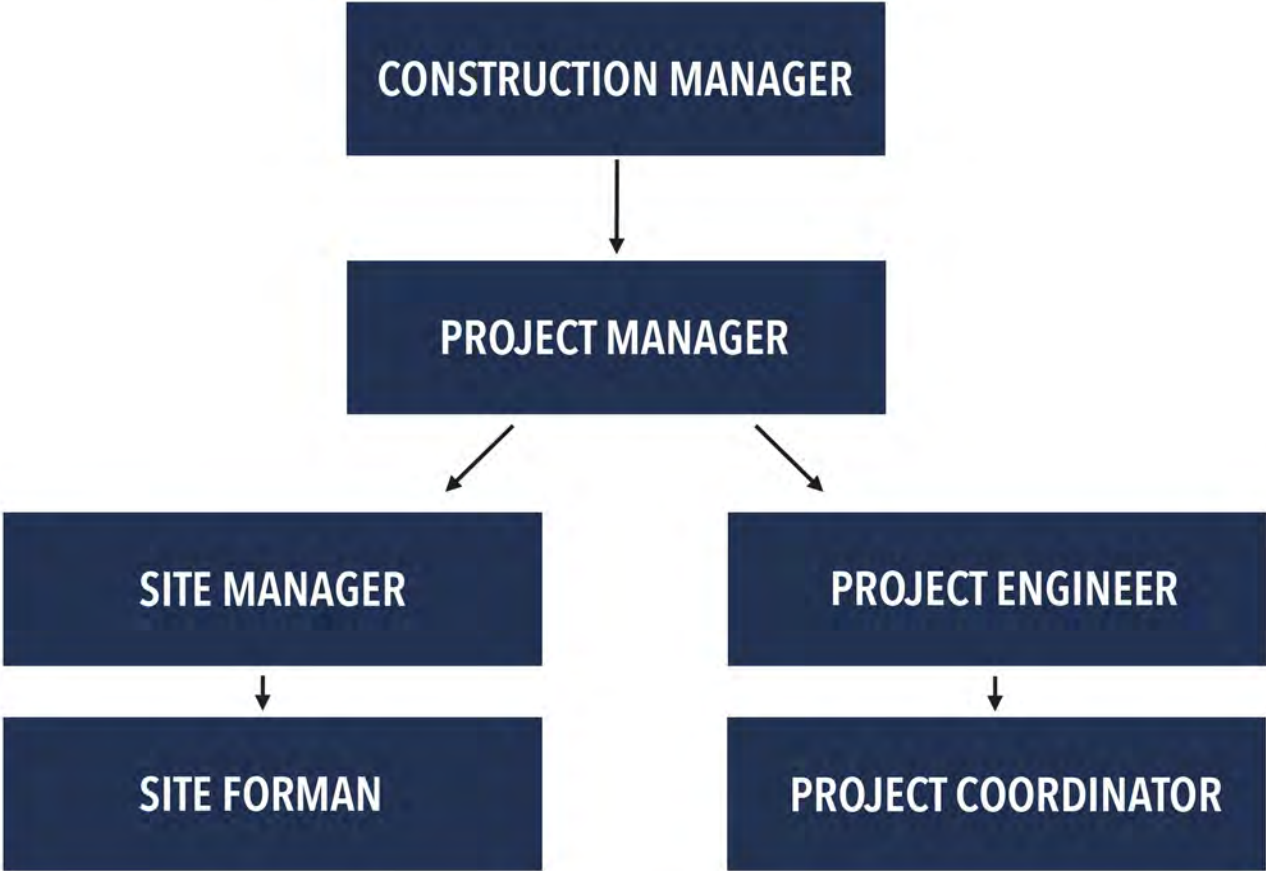 CONSTRUCTION MANAGER
PROJECT MANAGER
SITE MANAGER
PROJECT ENGINEER
SITE FORMAN
PROJECT COORDINATOR